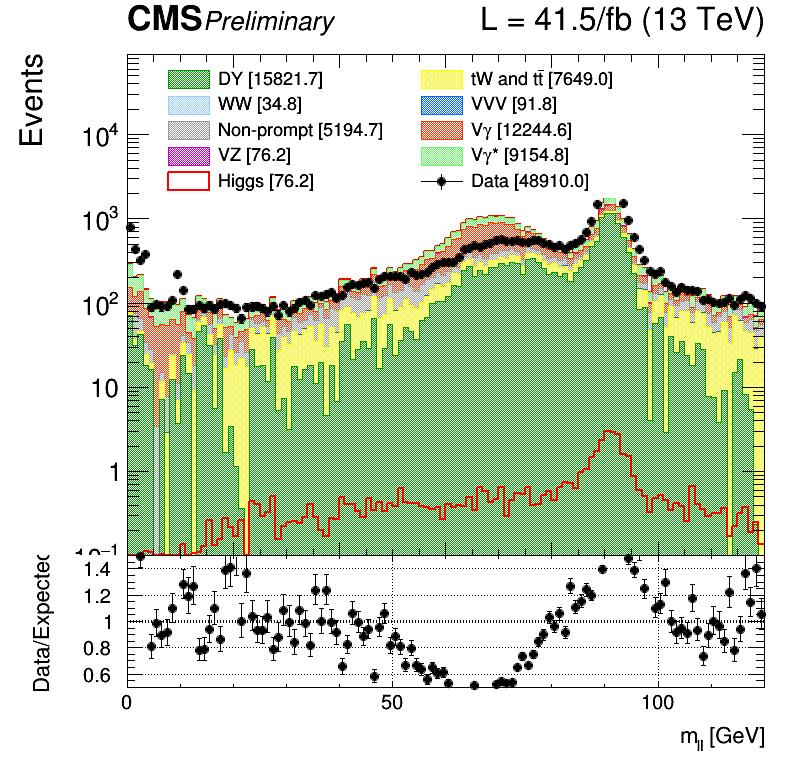 CMS Preliminary L = 41.5/fb (13 TeV)
Events
DY [15821.7] tW and tt̄ [7649.0]
WW [34.8] VVV [91.8]
Non-prompt [5194.7] Vγ [12244.6]
VZ [76.2] Vγ* [9154.8]
Higgs [76.2] Data [48910.0]
10⁴
10³
10²
10
1
10⁻¹
Data/Expected
1.4
1.2
1
0.8
0.6
0 50 100
m_ll [GeV]